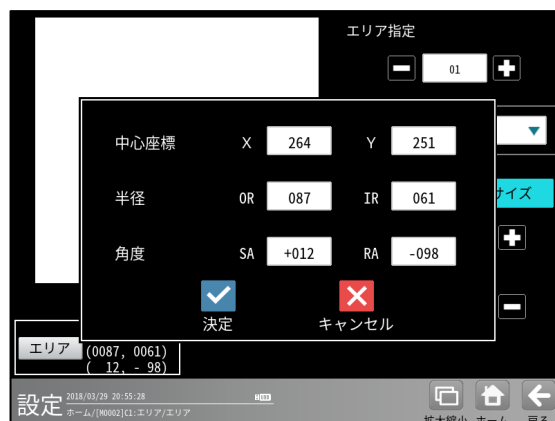 エリア指定
01
中心座標 X 264 Y 251
半径 OR 087 IR 061
イズ
角度 SA +012 RA -098
決定 キャンセル
エリア
(0087, 0061)
( 12, - 98)
設定 2018/03/29 20:55:28
ホーム/[M0002]C1:エリア/エリア
拡大縮小 ホーム 戻る